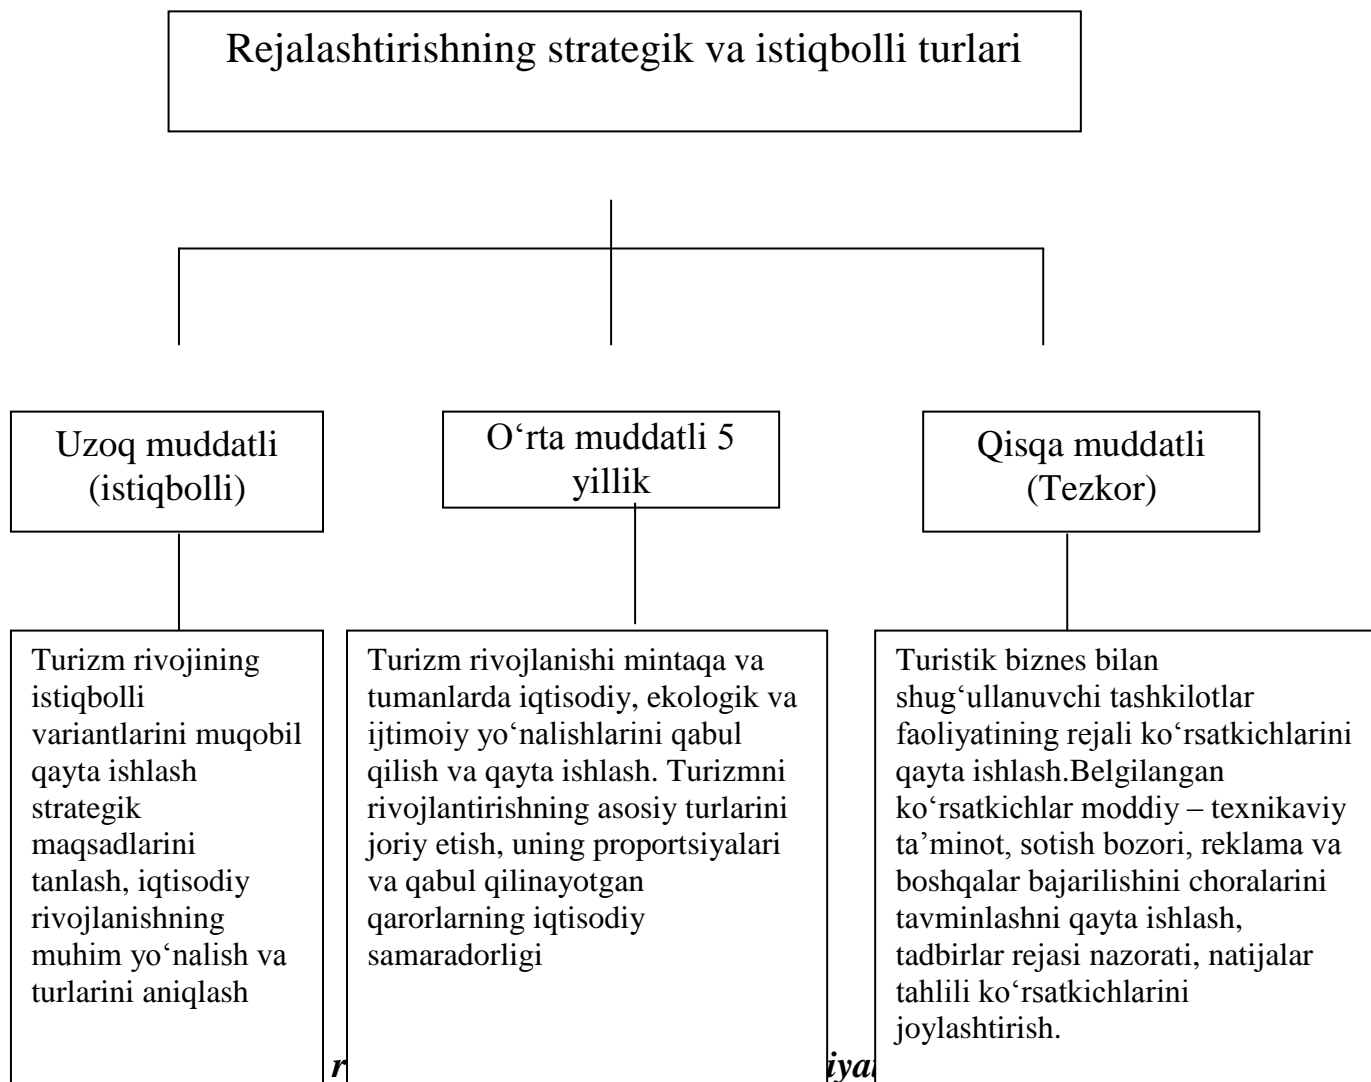 Rejalashtirishning strategik va istiqbolli turlari
Uzoq muddatli
(istiqbolli)
O‘rta muddatli 5
yillik
Qisqa muddatli
(Tezkor)
Turizm rivojining
istiqbolli
variantlarini muqobil
qayta ishlash
strategik
maqsadlarini
tanlash, iqtisodiy
rivojlanishning
muhim yo‘nalish va
turlarini aniqlash
Turizm rivojlanishi mintaqa va
tumanlarda iqtisodiy, ekologik va
ijtimoiy yo‘nalishlarini qabul
qilish va qayta ishlash. Turizmni
rivojlantirishning asosiy turlarini
joriy etish, uning proportsiyalari
va qabul qilinayotgan
qarorlarning iqtisodiy
samaradorligi
Turistik biznes bilan
shug‘ullanuvchi tashkilotlar
faoliyatining rejali ko‘rsatkichlarini
qayta ishlash.Belgilangan
ko‘rsatkichlar moddiy – texnikaviy
ta’minot, sotish bozori, reklama va
boshqalar bajarilishini choralarini
tavminlashni qayta ishlash,
tadbirlar rejasi nazorati, natijalar
tahlili ko‘rsatkichlarini
joylashtirish.